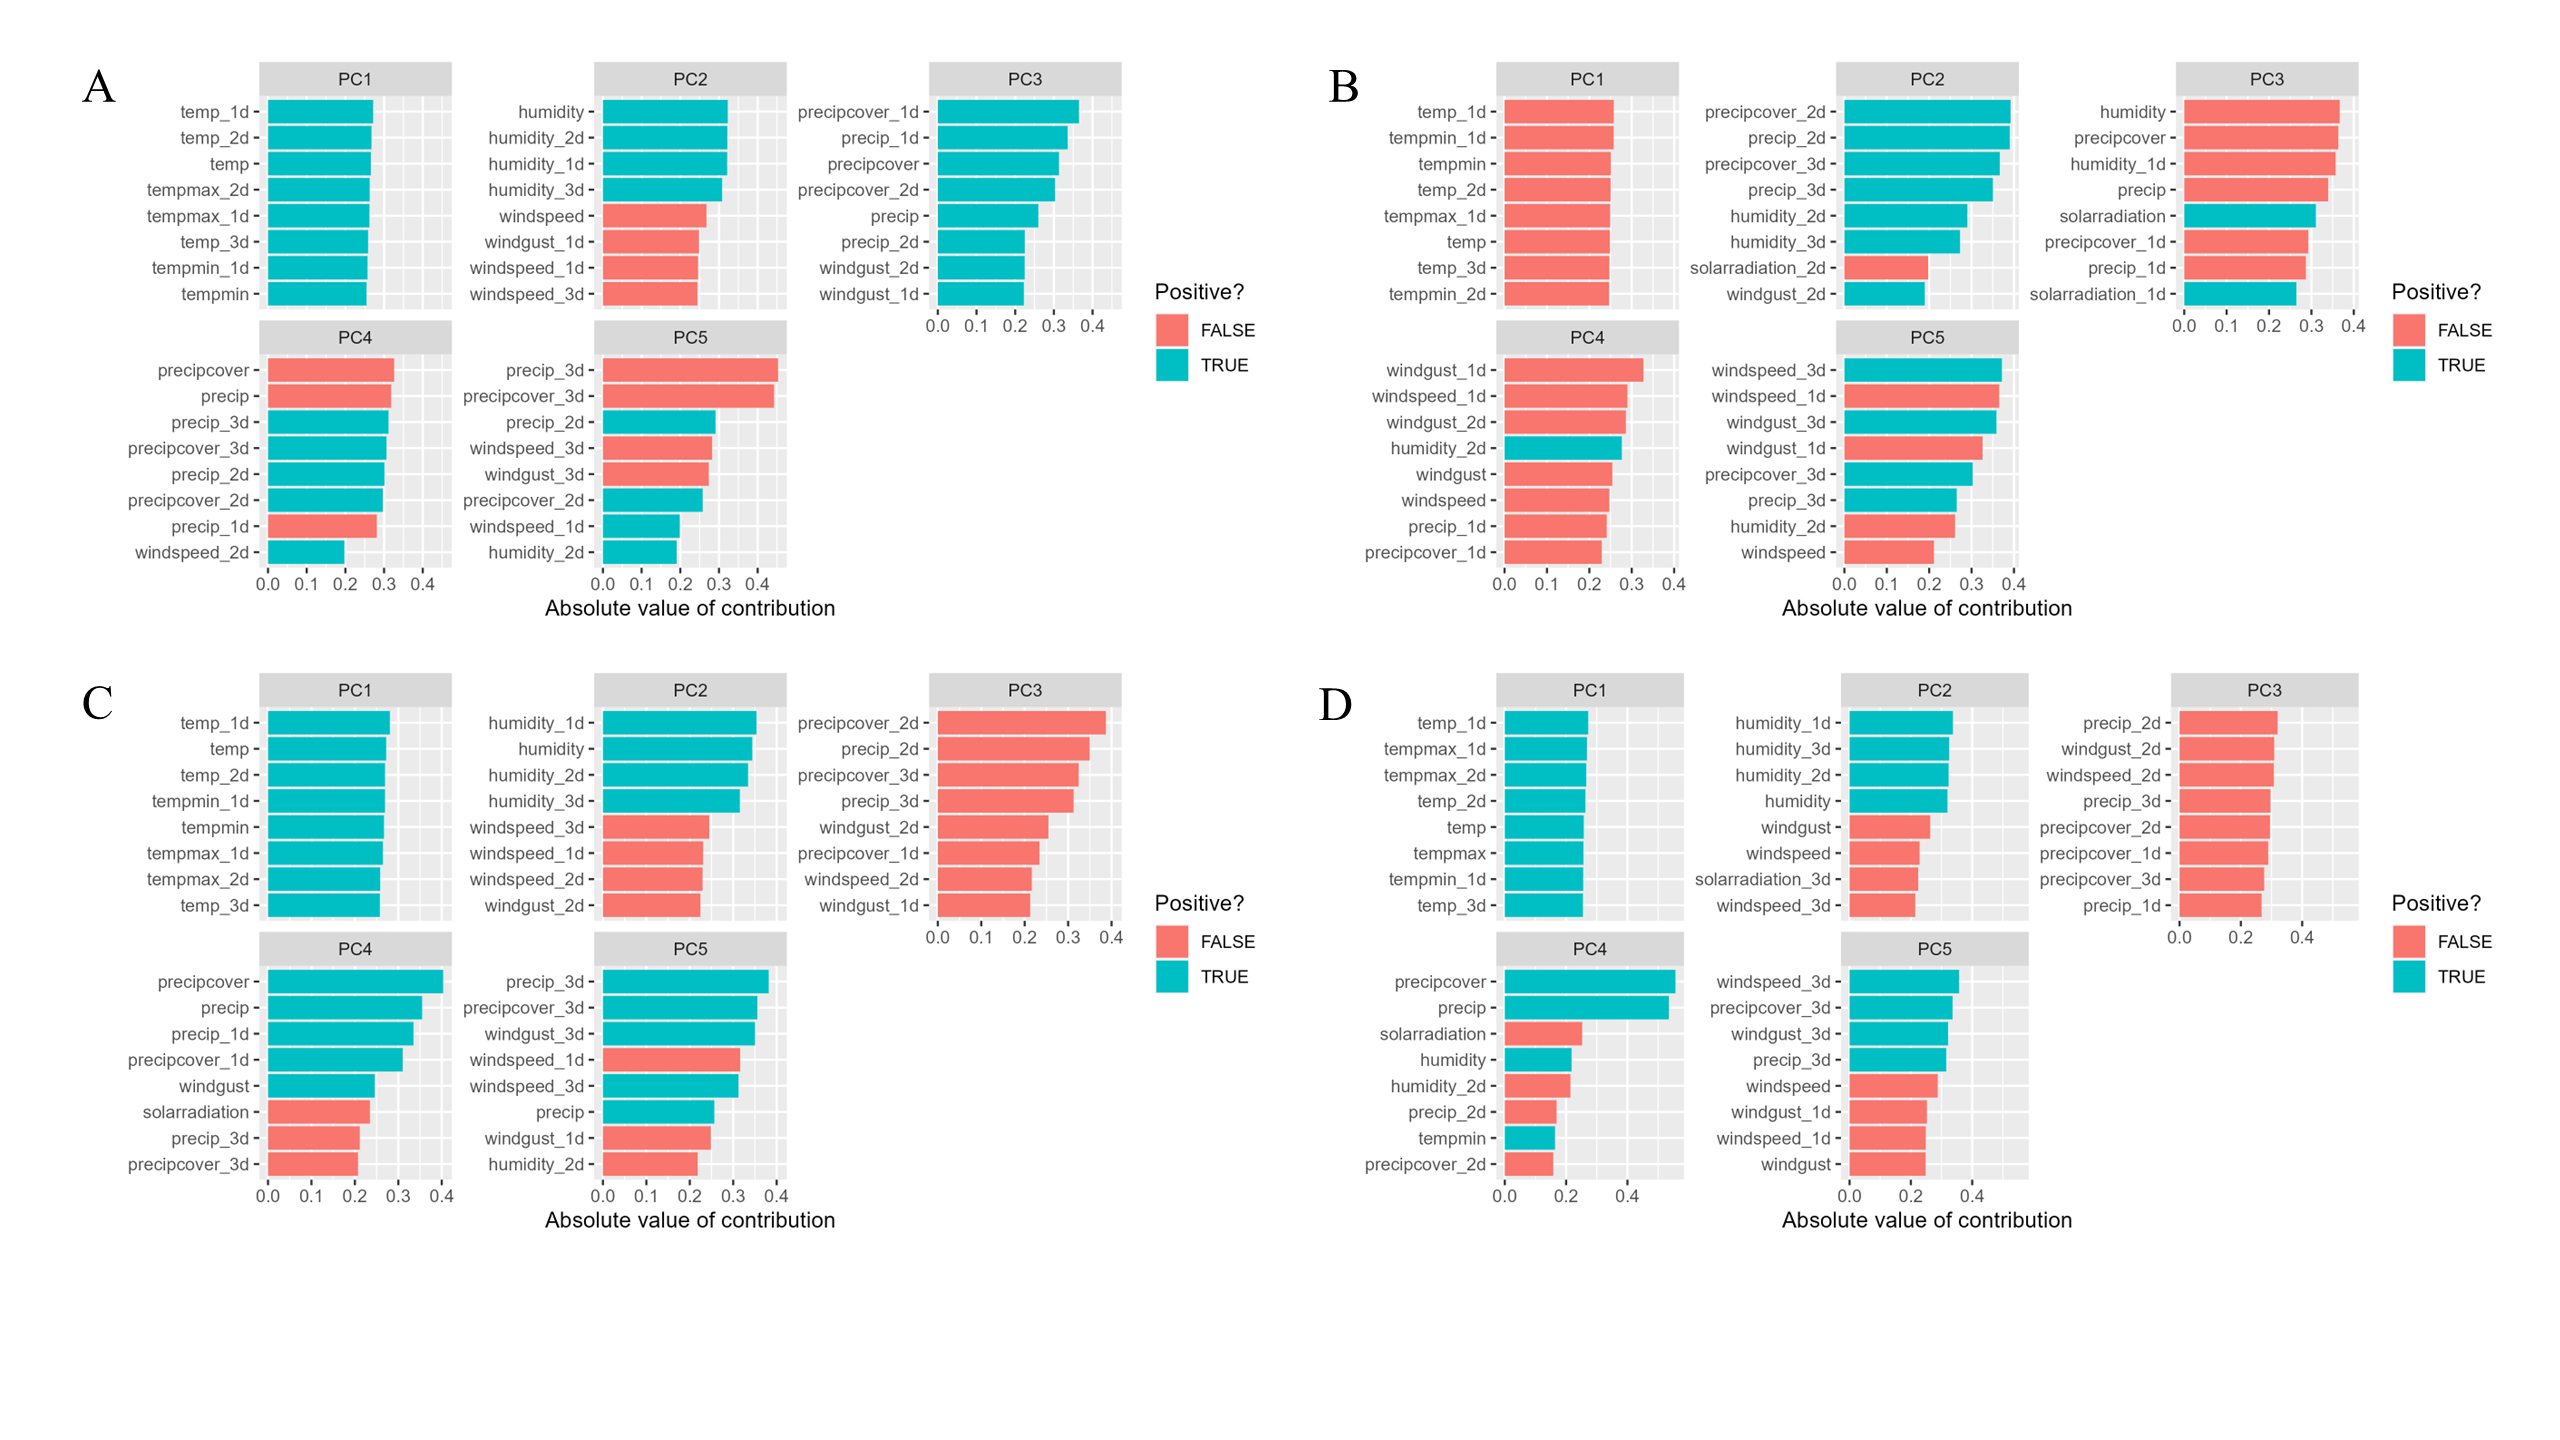 A
PC1
temp_1d
temp_2d
temp
tempmax_2d
tempmax_1d
temp_3d
tempmin_1d
tempmin
PC2
humidity
humidity_2d
humidity_1d
humidity_3d
windspeed
windgust_1d
windspeed_1d
windspeed_3d
PC3
precipcover_1d
precip_1d
precipcover
precipcover_2d
precip
precip_2d
windgust_2d
windgust_1d
0.0 0.1 0.2 0.3 0.4
PC4
precipcover
precip
precip_3d
precipcover_3d
precip_2d
precipcover_2d
precip_1d
windspeed_2d
0.0 0.1 0.2 0.3 0.4
PC5
precip_3d
precipcover_3d
precip_2d
windspeed_3d
windgust_3d
precipcover_2d
windspeed_1d
humidity_2d
0.0 0.1 0.2 0.3 0.4
Absolute value of contribution
Positive?
FALSE
TRUE
B
PC1
temp_1d
tempmin_1d
tempmin
temp_2d
tempmax_1d
temp
temp_3d
tempmin_2d
PC2
precipcover_2d
precip_2d
precipcover_3d
precip_3d
humidity_2d
humidity_3d
solarradiation_2d
windgust_2d
PC3
humidity
precipcover
humidity_1d
precip
solarradiation
precipcover_1d
precip_1d
solarradiation_1d
0.0 0.1 0.2 0.3 0.4
PC4
windgust_1d
windspeed_1d
windgust_2d
humidity_2d
windgust
windspeed
precip_1d
precipcover_1d
0.0 0.1 0.2 0.3 0.4
PC5
windspeed_3d
windspeed_1d
windgust_3d
windgust_1d
precipcover_3d
precip_3d
humidity_2d
windspeed
0.0 0.1 0.2 0.3 0.4
Absolute value of contribution
Positive?
FALSE
TRUE
C
PC1
temp_1d
temp
temp_2d
tempmin_1d
tempmin
tempmax_1d
tempmax_2d
temp_3d
PC2
humidity_1d
humidity
humidity_2d
humidity_3d
windspeed_3d
windspeed_1d
windspeed_2d
windgust_2d
PC3
precipcover_2d
precip_2d
precipcover_3d
precip_3d
windgust_2d
precipcover_1d
windspeed_2d
windgust_1d
0.0 0.1 0.2 0.3 0.4
PC4
precipcover
precip
precip_1d
precipcover_1d
windgust
solarradiation
precip_3d
precipcover_3d
0.0 0.1 0.2 0.3 0.4
PC5
precip_3d
precipcover_3d
windgust_3d
windspeed_1d
windspeed_3d
precip
windgust_1d
humidity_2d
0.0 0.1 0.2 0.3 0.4
Absolute value of contribution
Positive?
FALSE
TRUE
D
PC1
temp_1d
tempmax_1d
tempmax_2d
temp_2d
temp
tempmax
tempmin_1d
temp_3d
PC2
humidity_1d
humidity_3d
humidity_2d
humidity
windgust
windspeed
solarradiation_3d
windspeed_3d
PC3
precip_2d
windgust_2d
windspeed_2d
precip_3d
precipcover_2d
precipcover_1d
precipcover_3d
precip_1d
0.0 0.2 0.4
PC4
precipcover
precip
solarradiation
humidity
humidity_2d
precip_2d
tempmin
precipcover_2d
0.0 0.2 0.4
PC5
windspeed_3d
precipcover_3d
windgust_3d
precip_3d
windspeed
windgust_1d
windspeed_1d
windgust
0.0 0.2 0.4
Absolute value of contribution
Positive?
FALSE
TRUE